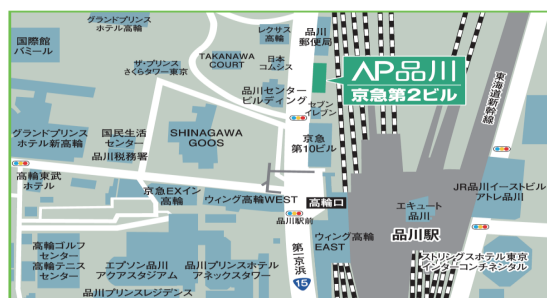 グランドプリンス
ホテル高輪
国際館
パミール
レクサス
高輪
品川
郵便局
TAKANAWA
COURT
日本
コムシス
ザ・プリンス
さくらタワー東京
AP品川
京急第2ビル
品川センター
ビルディング
セブン
イレブン
東海道新幹線
グランドプリンス
ホテル新高輪
国民生活
センター
品川税務署
SHINAGAWA
GOOS
京急
第10ビル
高輪東武
ホテル
京急EXイン
高輪
ウィング高輪WEST
高輪口
エキュート
品川
JR品川イーストビル
アトレ品川
品川駅前
ウィング高輪
EAST
品川駅
高輪ゴルフ
センター
高輪テニス
センター
エプソン品川
アクアスタジアム
品川プリンスホテル
アネックスタワー
第一京浜
15
ストリングスホテル東京
インターコンチネンタル
品川プリンスレジデンス